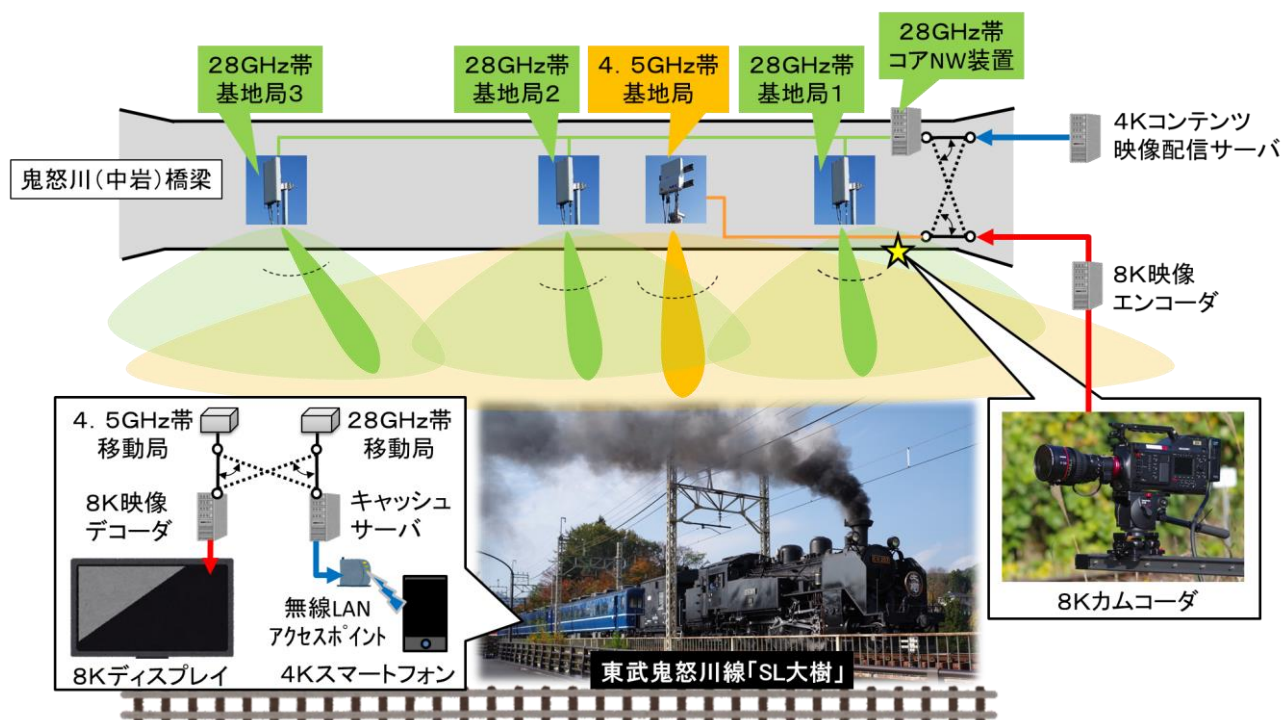 28GHz帯
基地局3
28GHz帯
基地局2
4．5GHz帯
基地局
28GHz帯
基地局1
28GHz帯
コアNW装置
4Kコンテンツ
映像配信サーバ
鬼怒川（中岩）橋梁
8K映像
エンコーダ
4．5GHz帯
移動局
28GHz帯
移動局
8K映像
デコーダ
キャッシュ
サーバ
無線LAN
アクセスポイント
8Kディスプレイ
4Kスマートフォン
東武鬼怒川線「SL大樹」
8Kカムコーダ